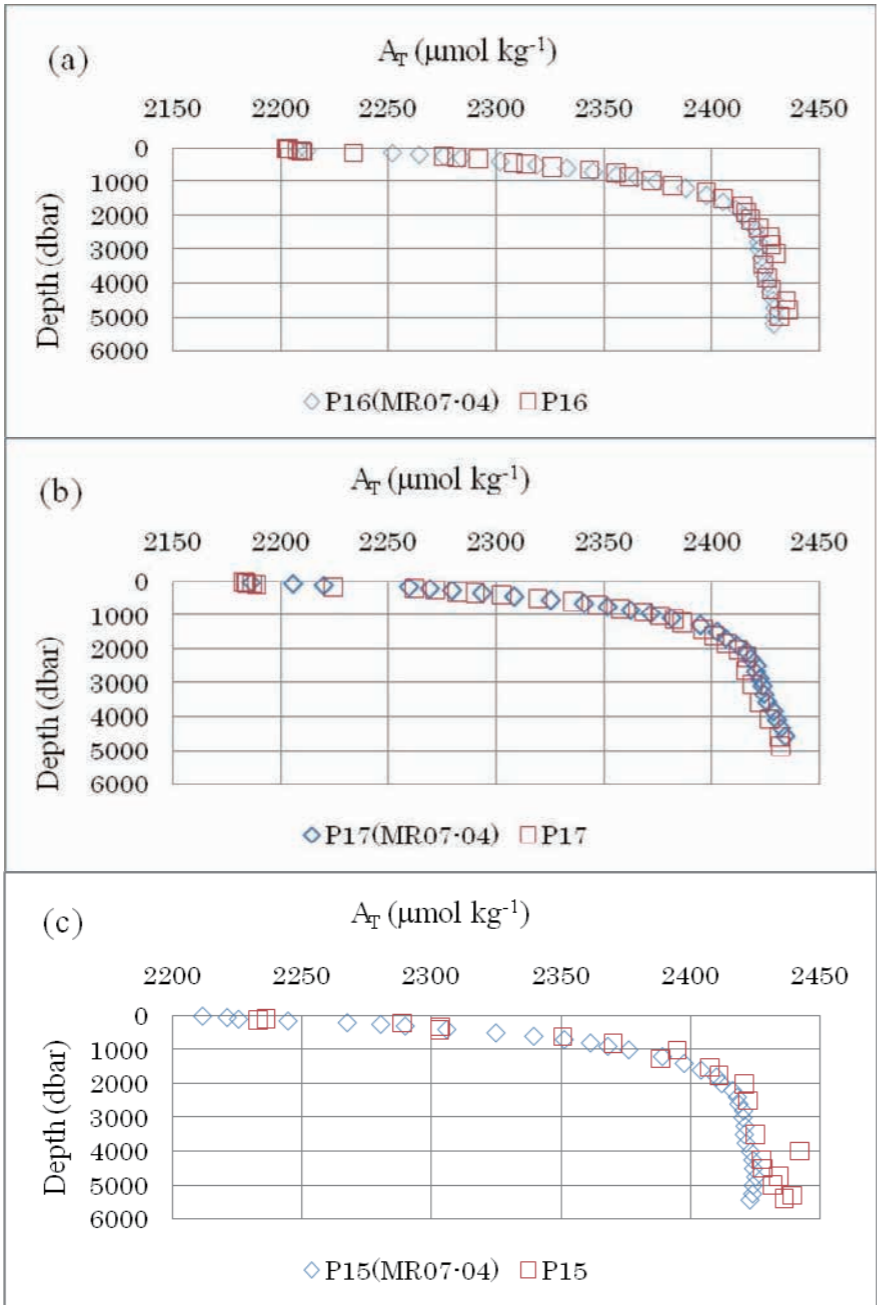 (a)
A_T (μmol kg⁻¹)
2150 2200 2250 2300 2350 2400 2450
Depth (dbar)
0
1000
2000
3000
4000
5000
6000
P16(MR07-04) P16
(b)
A_T (μmol kg⁻¹)
2150 2200 2250 2300 2350 2400 2450
Depth (dbar)
0
1000
2000
3000
4000
5000
6000
P17(MR07-04) P17
(c)
A_T (μmol kg⁻¹)
2200 2250 2300 2350 2400 2450
Depth (dbar)
0
1000
2000
3000
4000
5000
6000
P15(MR07-04) P15